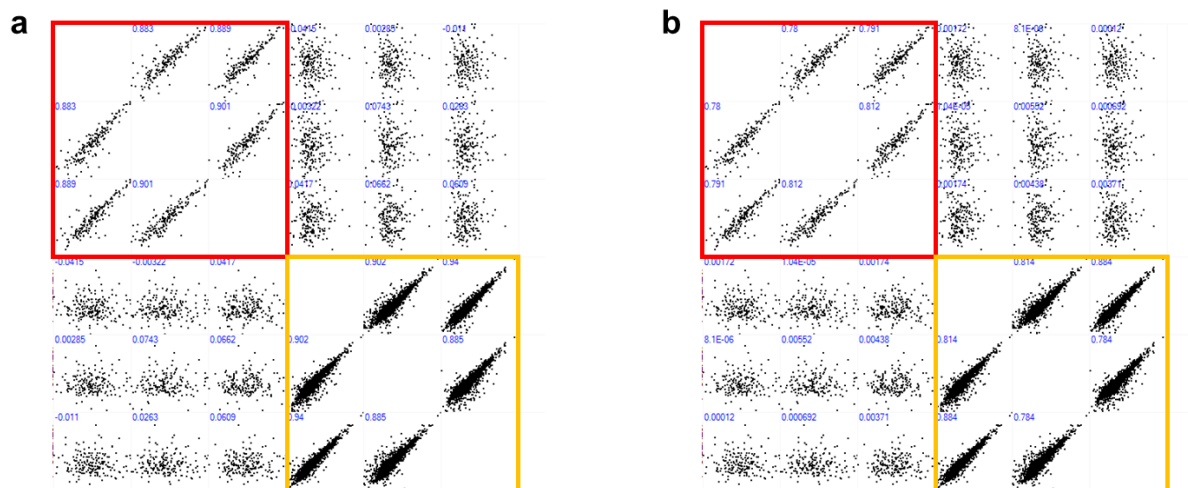 a
b
0.883 0.889 0.0415 0.00285 -0.011
0.883 0.901 0.00322 0.0743 0.0263
0.889 0.901 0.0417 0.0662 0.0609
-0.0415 -0.00322 0.0417 0.902 0.94
0.00285 0.0743 0.0662 0.902 0.885
-0.011 0.0263 0.0609 0.94 0.885
0.78 0.791 0.00172 8.1E-06 0.00012
0.78 0.812 1.04E-05 0.00552 0.000692
0.791 0.812 0.00174 0.00438 0.00371
0.00172 1.04E-05 0.00174 0.814 0.884
8.1E-06 0.00552 0.00438 0.814 0.784
0.00012 0.000692 0.00371 0.884 0.784